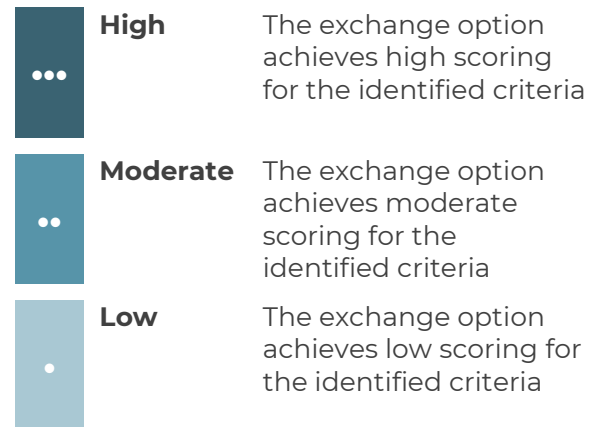 High
The exchange option
achieves high scoring
for the identified criteria
Moderate
The exchange option
achieves moderate
scoring for the
identified criteria
Low
The exchange option
achieves low scoring for
the identified criteria